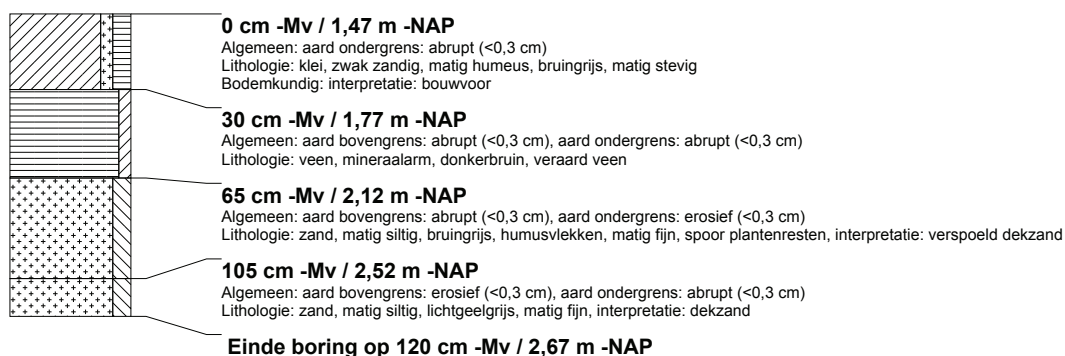 0 cm -Mv / 1,47 m -NAP
Algemeen: aard ondergrens: abrupt (<0,3 cm)
Lithologie: klei, zwak zandig, matig humeus, bruingrijs, matig stevig
Bodemkundig: interpretatie: bouwvoor
30 cm -Mv / 1,77 m -NAP
Algemeen: aard bovengrens: abrupt (<0,3 cm), aard ondergrens: abrupt (<0,3 cm)
Lithologie: veen, mineraalarm, donkerbruin, veraard veen
65 cm -Mv / 2,12 m -NAP
Algemeen: aard bovengrens: abrupt (<0,3 cm), aard ondergrens: erosief (<0,3 cm)
Lithologie: zand, matig siltig, bruingrijs, humusvlekken, matig fijn, spoor plantenresten, interpretatie: verspoeld dekzand
105 cm -Mv / 2,52 m -NAP
Algemeen: aard bovengrens: erosief (<0,3 cm), aard ondergrens: abrupt (<0,3 cm)
Lithologie: zand, matig siltig, lichtgeelgrijs, matig fijn, interpretatie: dekzand
Einde boring op 120 cm -Mv / 2,67 m -NAP